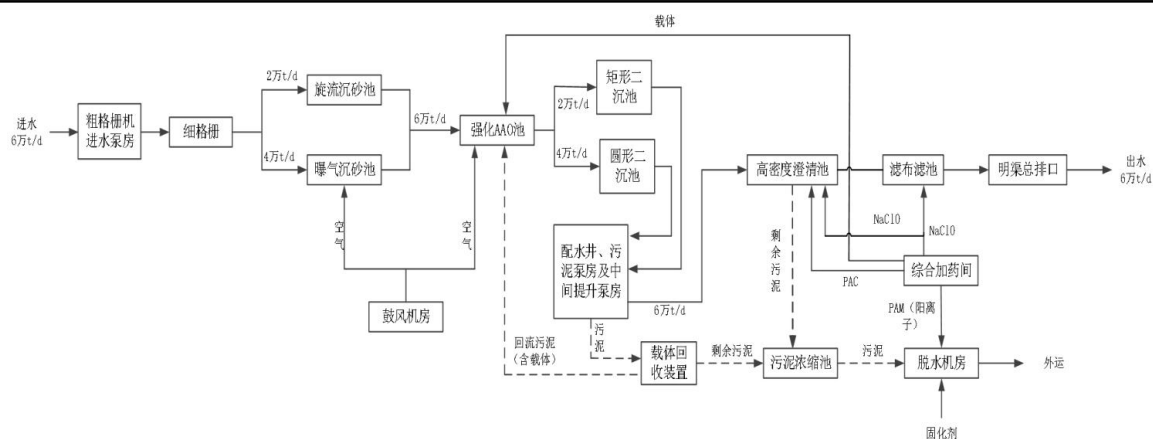 载体
2万t/d
旋流沉砂池
矩形二
沉池
进水
6万t/d
粗格栅机
进水泵房
细格栅
6万t/d
强化AAO池
2万t/d
4万t/d
曝气沉砂池
4万t/d
圆形二
沉池
高密度澄清池
滤布滤池
明渠总排口
出水
6万t/d
空气
空气
NaClO
NaClO
配水井、污
泥泵房及中
间提升泵房
剩余污泥
综合加药间
PAC
6万t/d
鼓风机房
PAM（阳离
子）
污泥
回流污泥
（含载体）
载体回
收装置
剩余污泥
污泥浓缩池
污泥
脱水机房
外运
固化剂